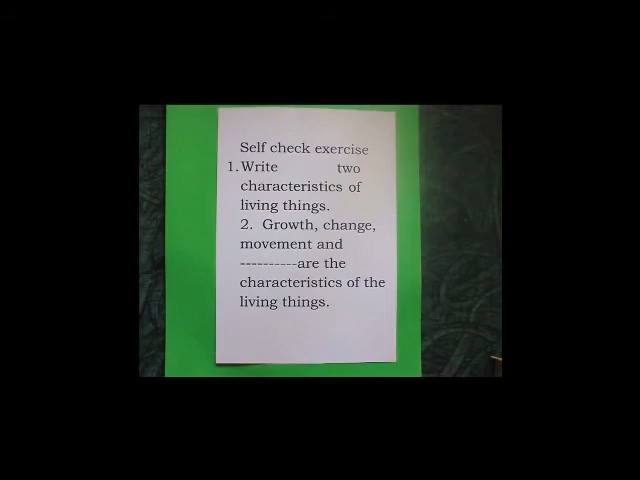 Self check exercise
1. Write two
characteristics of
living things.
2. Growth, change,
movement and
----------are the
characteristics of the
living things.